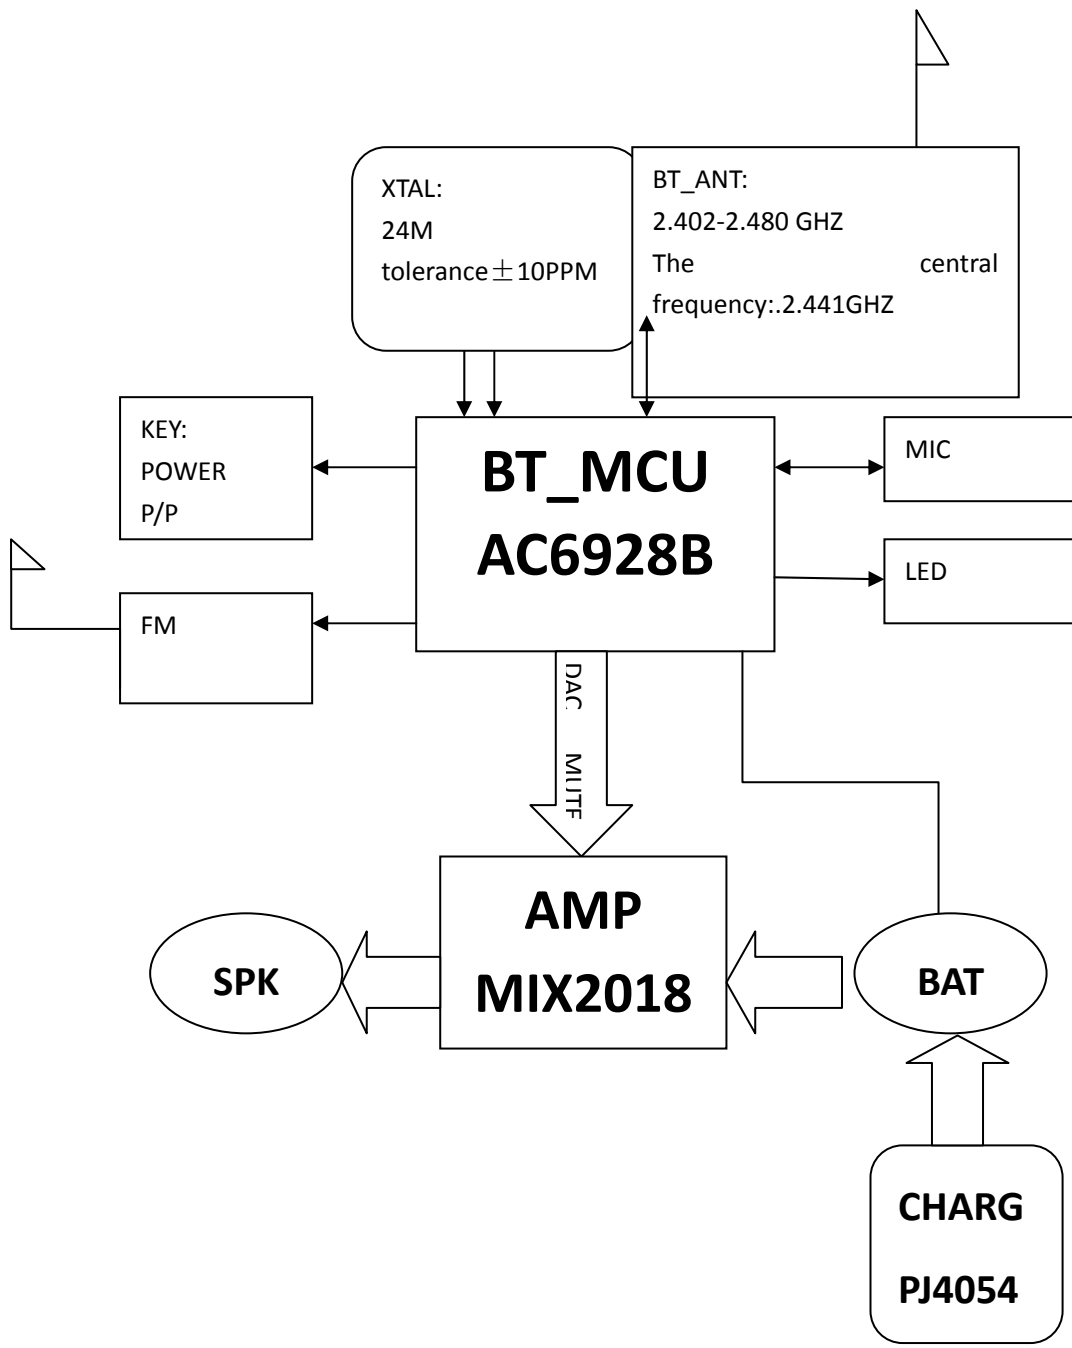 XTAL:
24M
tolerance±10PPM
BT_ANT:
2.402-2.480 GHZ
The central
frequency:.2.441GHZ
KEY:
POWER
P/P
BT_MCU
AC6928B
MIC
LED
FM
DAC MUTE
AMP
MIX2018
SPK
BAT
CHARG
PJ4054